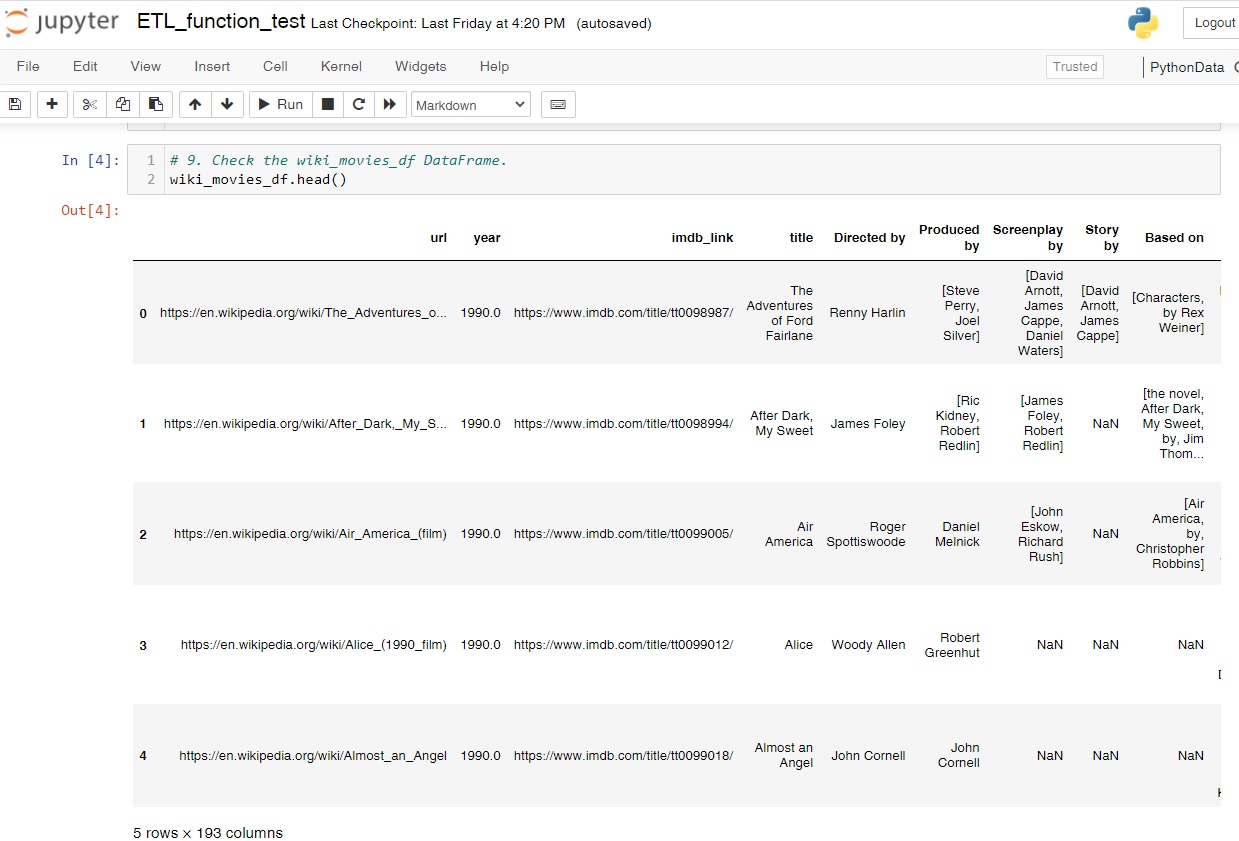 jupyter ETL_function_test Last Checkpoint: Last Friday at 4:20 PM (autosaved) Logout
File Edit View Insert Cell Kernel Widgets Help Trusted PythonData
Run Markdown
In [4]: 1 # 9. Check the wiki_movies_df DataFrame.
2 wiki_movies_df.head()
Out[4]:
url year imdb_link title Directed by Produced by Screenplay by Story by Based on
0 https://en.wikipedia.org/wiki/The_Adventures_o... 1990.0 https://www.imdb.com/title/tt0098987/ The Adventures of Ford Fairlane Renny Harlin [Steve Perry, Joel Silver] [David Arnott, James Cappe, Daniel Waters] [David Arnott, James Cappe] [Characters, by Rex Weiner]
1 https://en.wikipedia.org/wiki/After_Dark,_My_S... 1990.0 https://www.imdb.com/title/tt0098994/ After Dark, My Sweet James Foley [Ric Kidney, Robert Redlin] [James Foley, Robert Redlin] NaN [the novel, After Dark, My Sweet, by, Jim Thom...
2 https://en.wikipedia.org/wiki/Air_America_(film) 1990.0 https://www.imdb.com/title/tt0099005/ Air America Roger Spottiswoode Daniel Melnick [John Eskow, Richard Rush] NaN [Air America, by, Christopher Robbins]
3 https://en.wikipedia.org/wiki/Alice_(1990_film) 1990.0 https://www.imdb.com/title/tt0099012/ Alice Woody Allen Robert Greenhut NaN NaN NaN
4 https://en.wikipedia.org/wiki/Almost_an_Angel 1990.0 https://www.imdb.com/title/tt0099018/ Almost an Angel John Cornell John Cornell NaN NaN NaN
5 rows × 193 columns